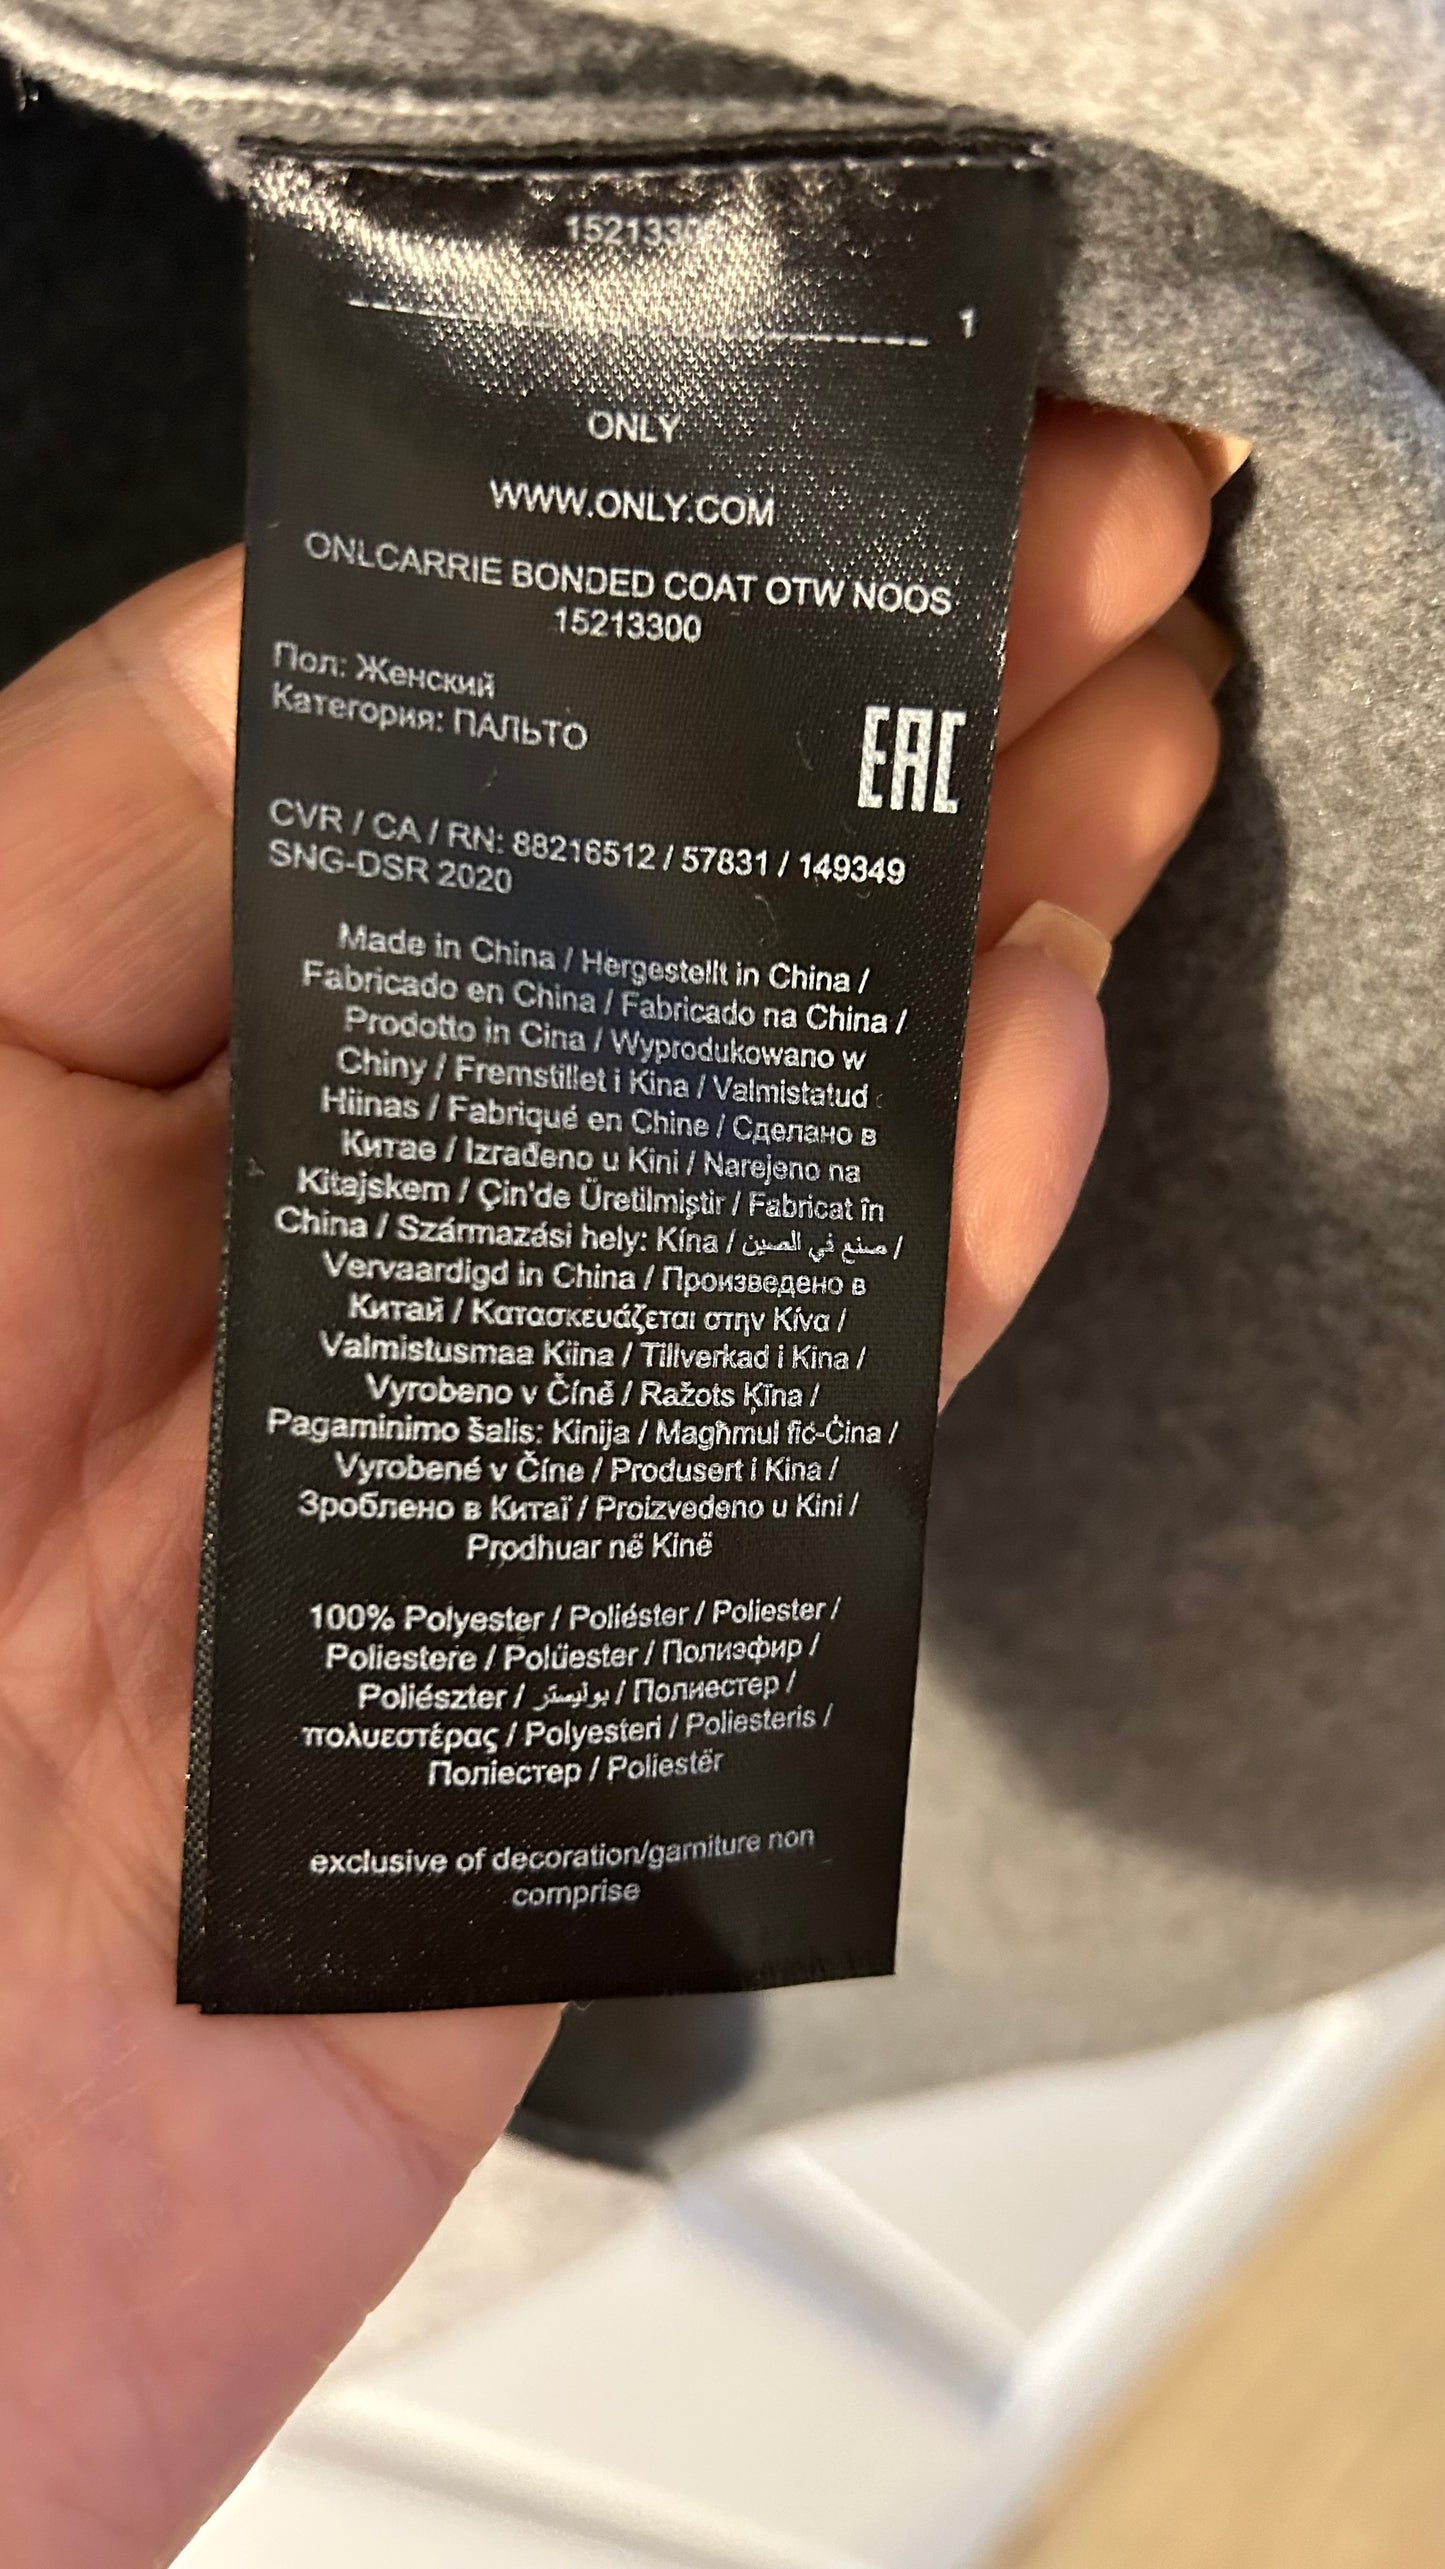 15213300
1
ONLY
WWW.ONLY.COM
ONLCARRIE BONDED COAT OTW NOOS
15213300
Пол: Женский
Категория: ПАЛЬТО
EAC
CVR / CA / RN: 88216512 / 57831 / 149349
SNG-DSR 2020
Made in China / Hergestellt in China /
Fabricado en China / Fabricado na China /
Prodotto in Cina / Wyprodukowano w
Chiny / Fremstillet i Kina / Valmistatud :
Hiinas / Fabriqué en Chine / Сделано в
Китае / Izrađeno u Kini / Narejeno na
Kitajskem / Çin'de Üretilmiştir / Fabricat în
China / Származási hely: Kína / صنع في الصين /
Vervaardigd in China / Произведено в
Китай / Κατασκευάζεται στην Κίνα /
Valmistusmaa Kiina / Tillverkad i Kina /
Vyrobeno v Číně / Ražots Ķīna /
Pagaminimo šalis: Kinija / Magħmul fiċ-Ċina /
Vyrobené v Číne / Produsert i Kina /
Зроблено в Китаї / Proizvedeno u Kini /
Prodhuar në Kinë
100% Polyester / Poliéster / Poliester /
Poliestere / Polüester / Полиэфир /
Poliészter / بوليستر / Полиестер /
πολυεστέρας / Polyesteri / Poliesteris /
Поліестер / Poliestër
exclusive of decoration/garniture non
comprise